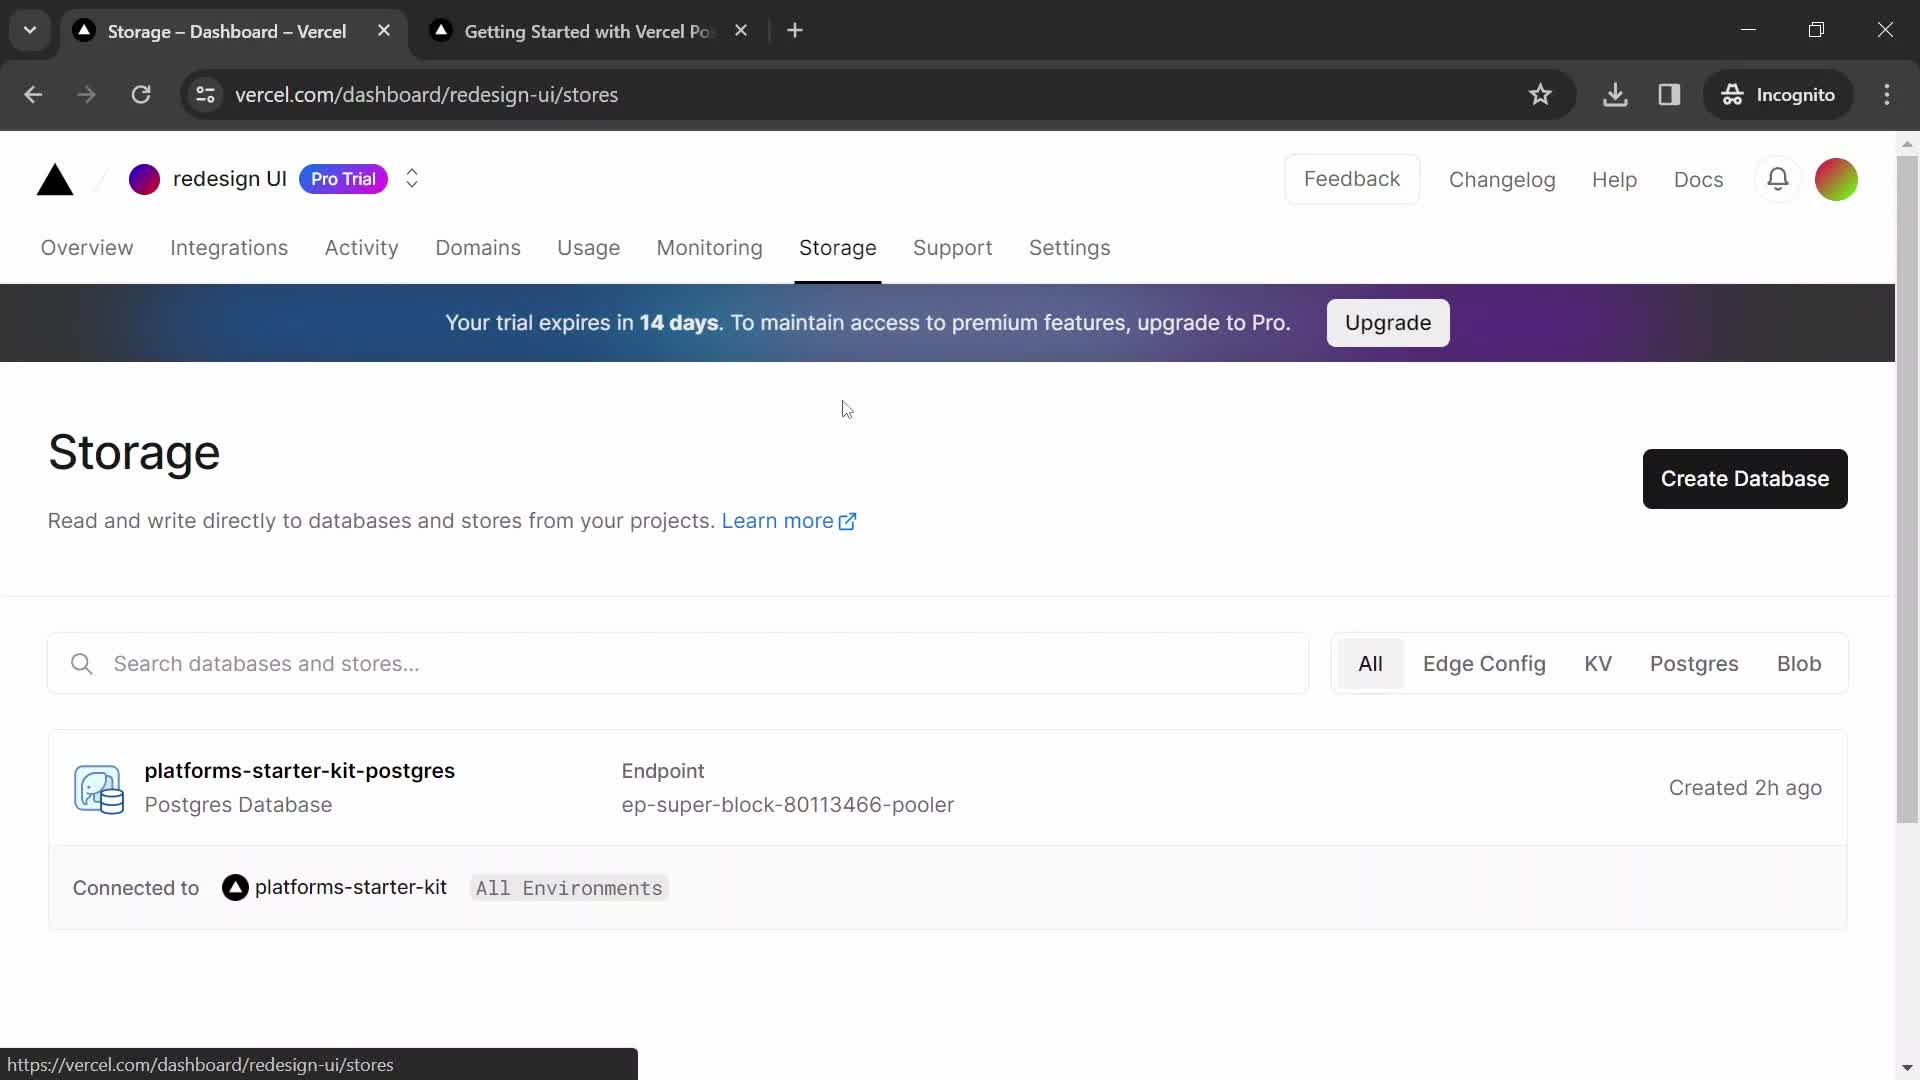 Storage – Dashboard – Vercel
Getting Started with Vercel Po
vercel.com/dashboard/redesign-ui/stores
Incognito
redesign UI
Pro Trial
Feedback
Changelog
Help
Docs
Overview
Integrations
Activity
Domains
Usage
Monitoring
Storage
Support
Settings
Your trial expires in 14 days. To maintain access to premium features, upgrade to Pro.
Upgrade
Storage
Create Database
Read and write directly to databases and stores from your projects. Learn more
Search databases and stores...
All
Edge Config
KV
Postgres
Blob
platforms-starter-kit-postgres
Endpoint
Postgres Database
ep-super-block-80113466-pooler
Created 2h ago
Connected to
platforms-starter-kit
All Environments
https://vercel.com/dashboard/redesign-ui/stores